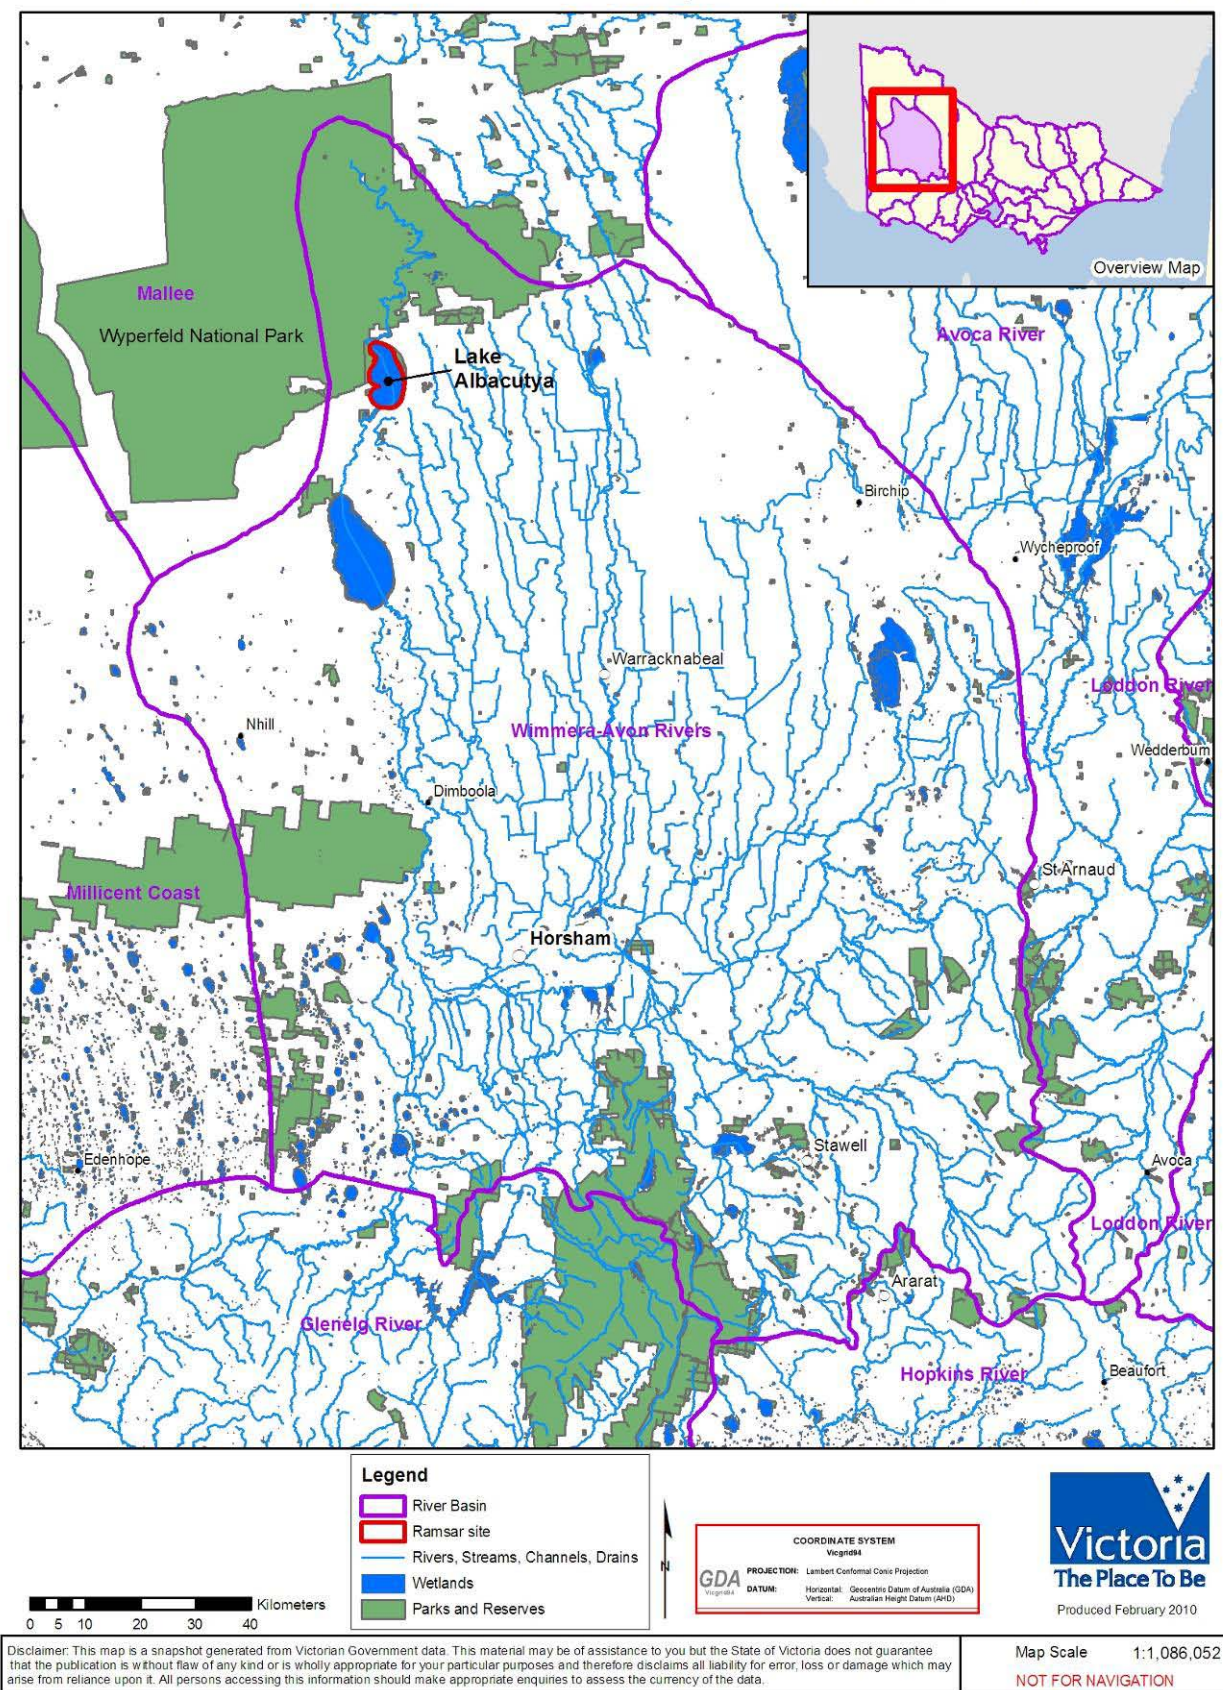 Overview Map
Mallee
Wyperfeld National Park
Avoca River
Lake
Albacutya
Birchip
Wycheproof
Warracknabeal
Loddon River
Nhill
Wimmera-Avon Rivers
Wedderburn
Dimboola
St Arnaud
Millicent Coast
Horsham
Stawell
Edenhope
Avoca
Loddon River
Ararat
Glenelg River
Hopkins River
Beaufort
Legend
River Basin
Ramsar site
Rivers, Streams, Channels, Drains
Wetlands
Parks and Reserves
Kilometers
0 5 10 20 30 40
N
COORDINATE SYSTEM
Vicgrid94
GDA
Vicgrid94
PROJECTION: Lambert Conformal Conic Projection
DATUM: Horizontal: Geocentric Datum of Australia (GDA)
Vertical: Australian Height Datum (AHD)
Victoria
The Place To Be
Produced February 2010
Disclaimer: This map is a snapshot generated from Victorian Government data. This material may be of assistance to you but the State of Victoria does not guarantee
that the publication is without flaw of any kind or is wholly appropriate for your particular purposes and therefore disclaims all liability for error, loss or damage which may
arise from reliance upon it. All persons accessing this information should make appropriate enquiries to assess the currency of the data.
Map Scale 1:1,086,052
NOT FOR NAVIGATION